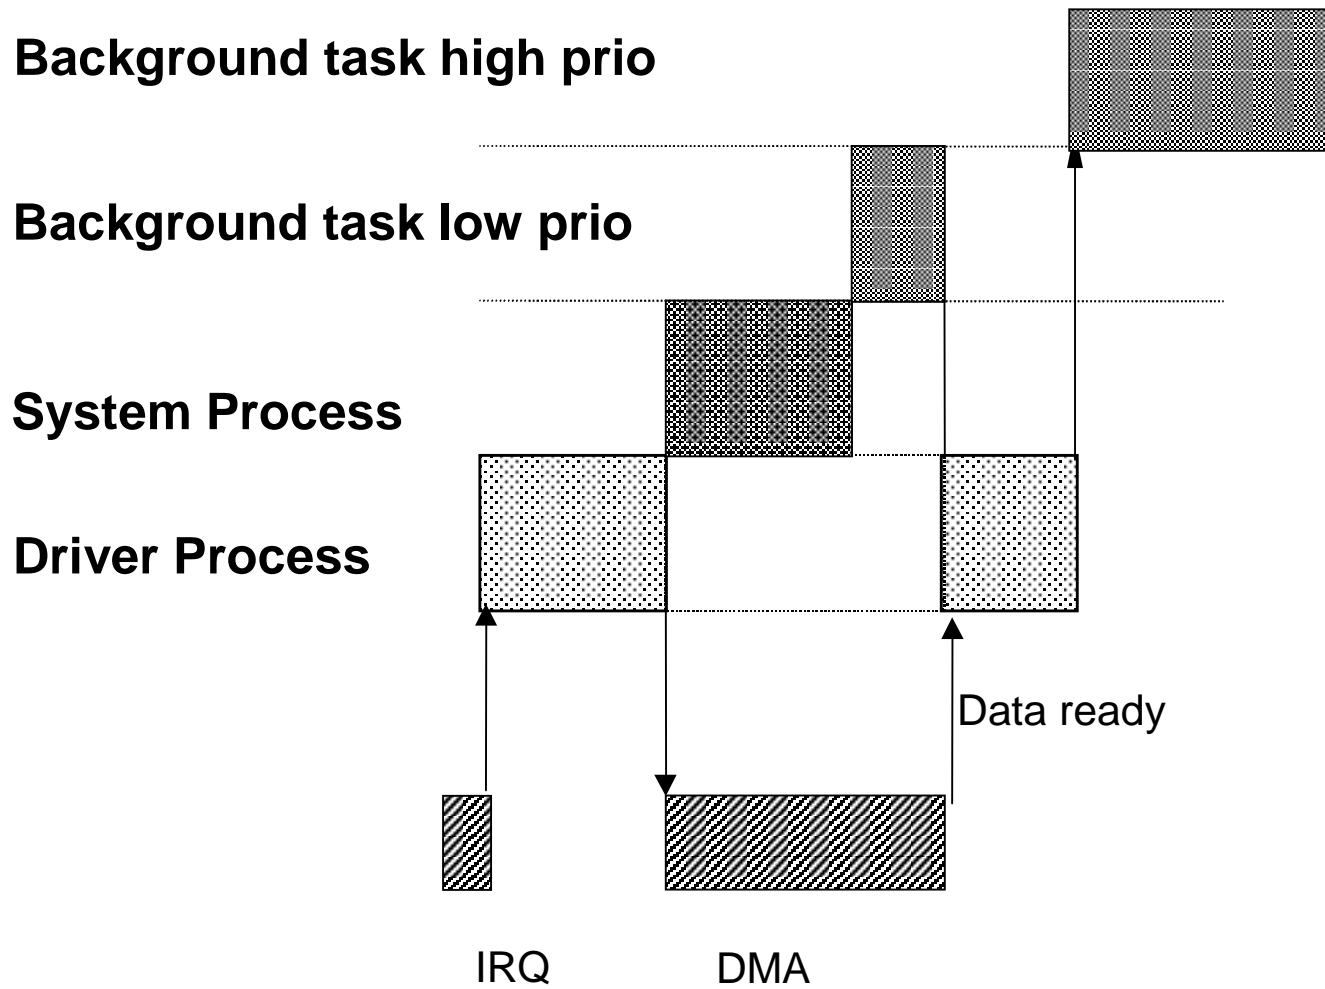 Background task high prio
Background task low prio
System Process
Driver Process
Data ready
IRQ
DMA